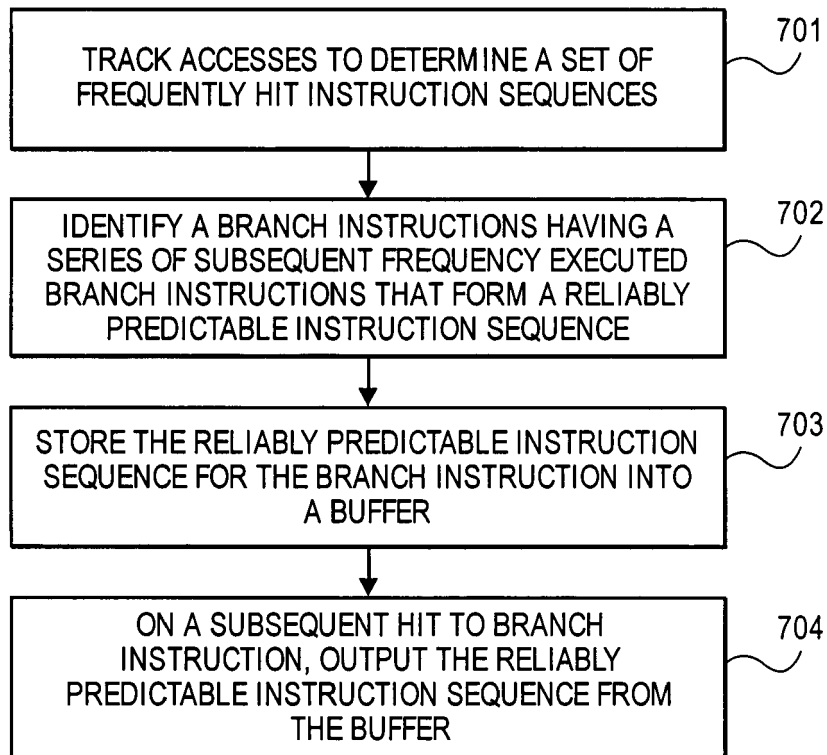 701
TRACK ACCESSES TO DETERMINE A SET OF
FREQUENTLY HIT INSTRUCTION SEQUENCES
702
IDENTIFY A BRANCH INSTRUCTIONS HAVING A
SERIES OF SUBSEQUENT FREQUENCY EXECUTED
BRANCH INSTRUCTIONS THAT FORM A RELIABLY
PREDICTABLE INSTRUCTION SEQUENCE
703
STORE THE RELIABLY PREDICTABLE INSTRUCTION
SEQUENCE FOR THE BRANCH INSTRUCTION INTO
A BUFFER
704
ON A SUBSEQUENT HIT TO BRANCH
INSTRUCTION, OUTPUT THE RELIABLY
PREDICTABLE INSTRUCTION SEQUENCE FROM
THE BUFFER